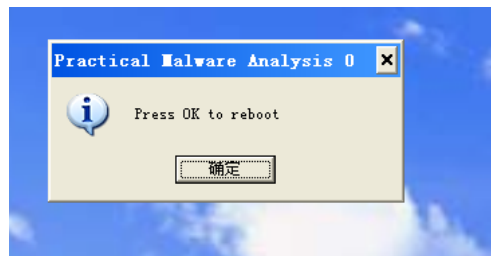 Practical Malware Analysis 0
Press OK to reboot
确定